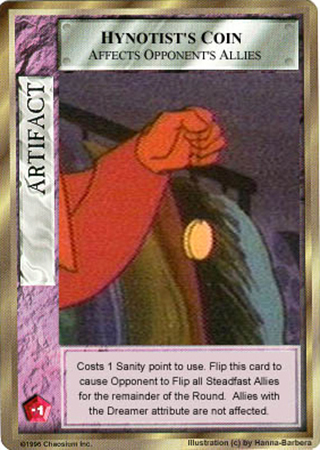 HYNOTIST'S COIN
AFFECTS OPPONENT'S ALLIES
ARTIFACT
Costs 1 Sanity point to use. Flip this card to
cause Opponent to Flip all Steadfast Allies
for the remainder of the Round. Allies with
the Dreamer attribute are not affected.
-1
©1996 Chaosium Inc.
Illustration (c) by Hanna-Barbera